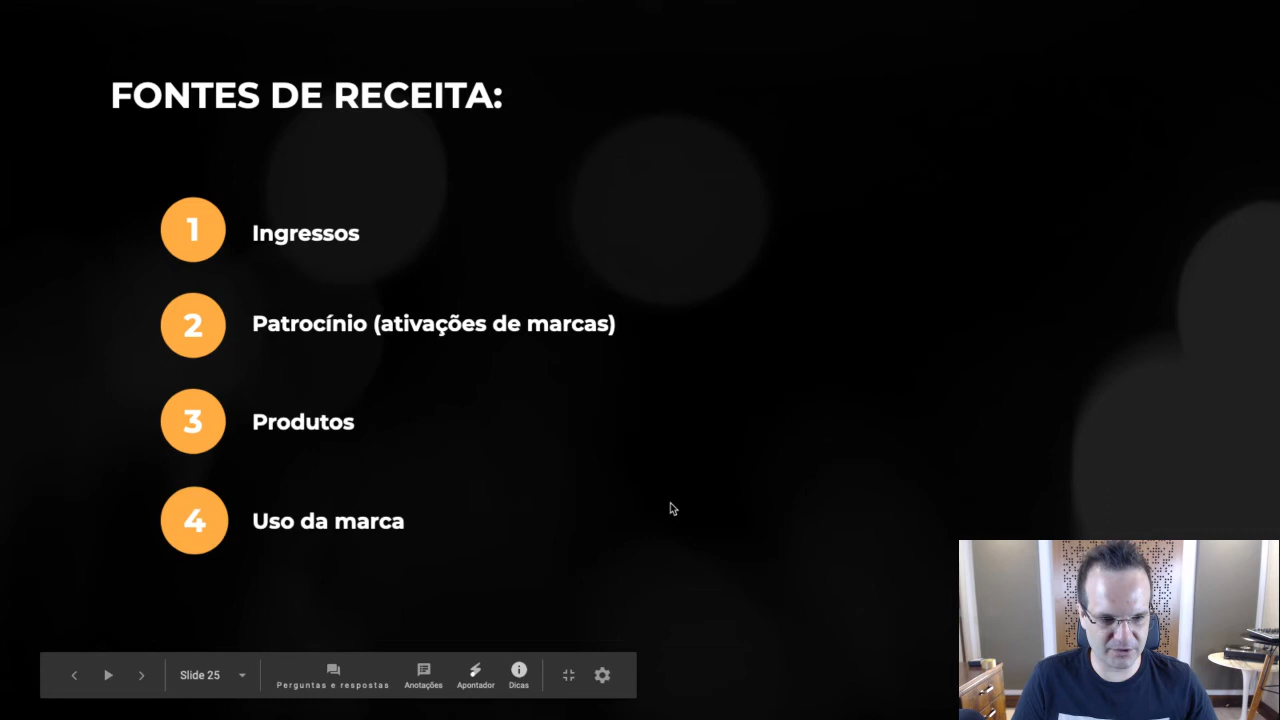 FONTES DE RECEITA:
1 Ingressos
2 Patrocínio (ativações de marcas)
3 Produtos
4 Uso da marca
Slide 25
Perguntas e respostas
Anotações
Apontador
Dicas